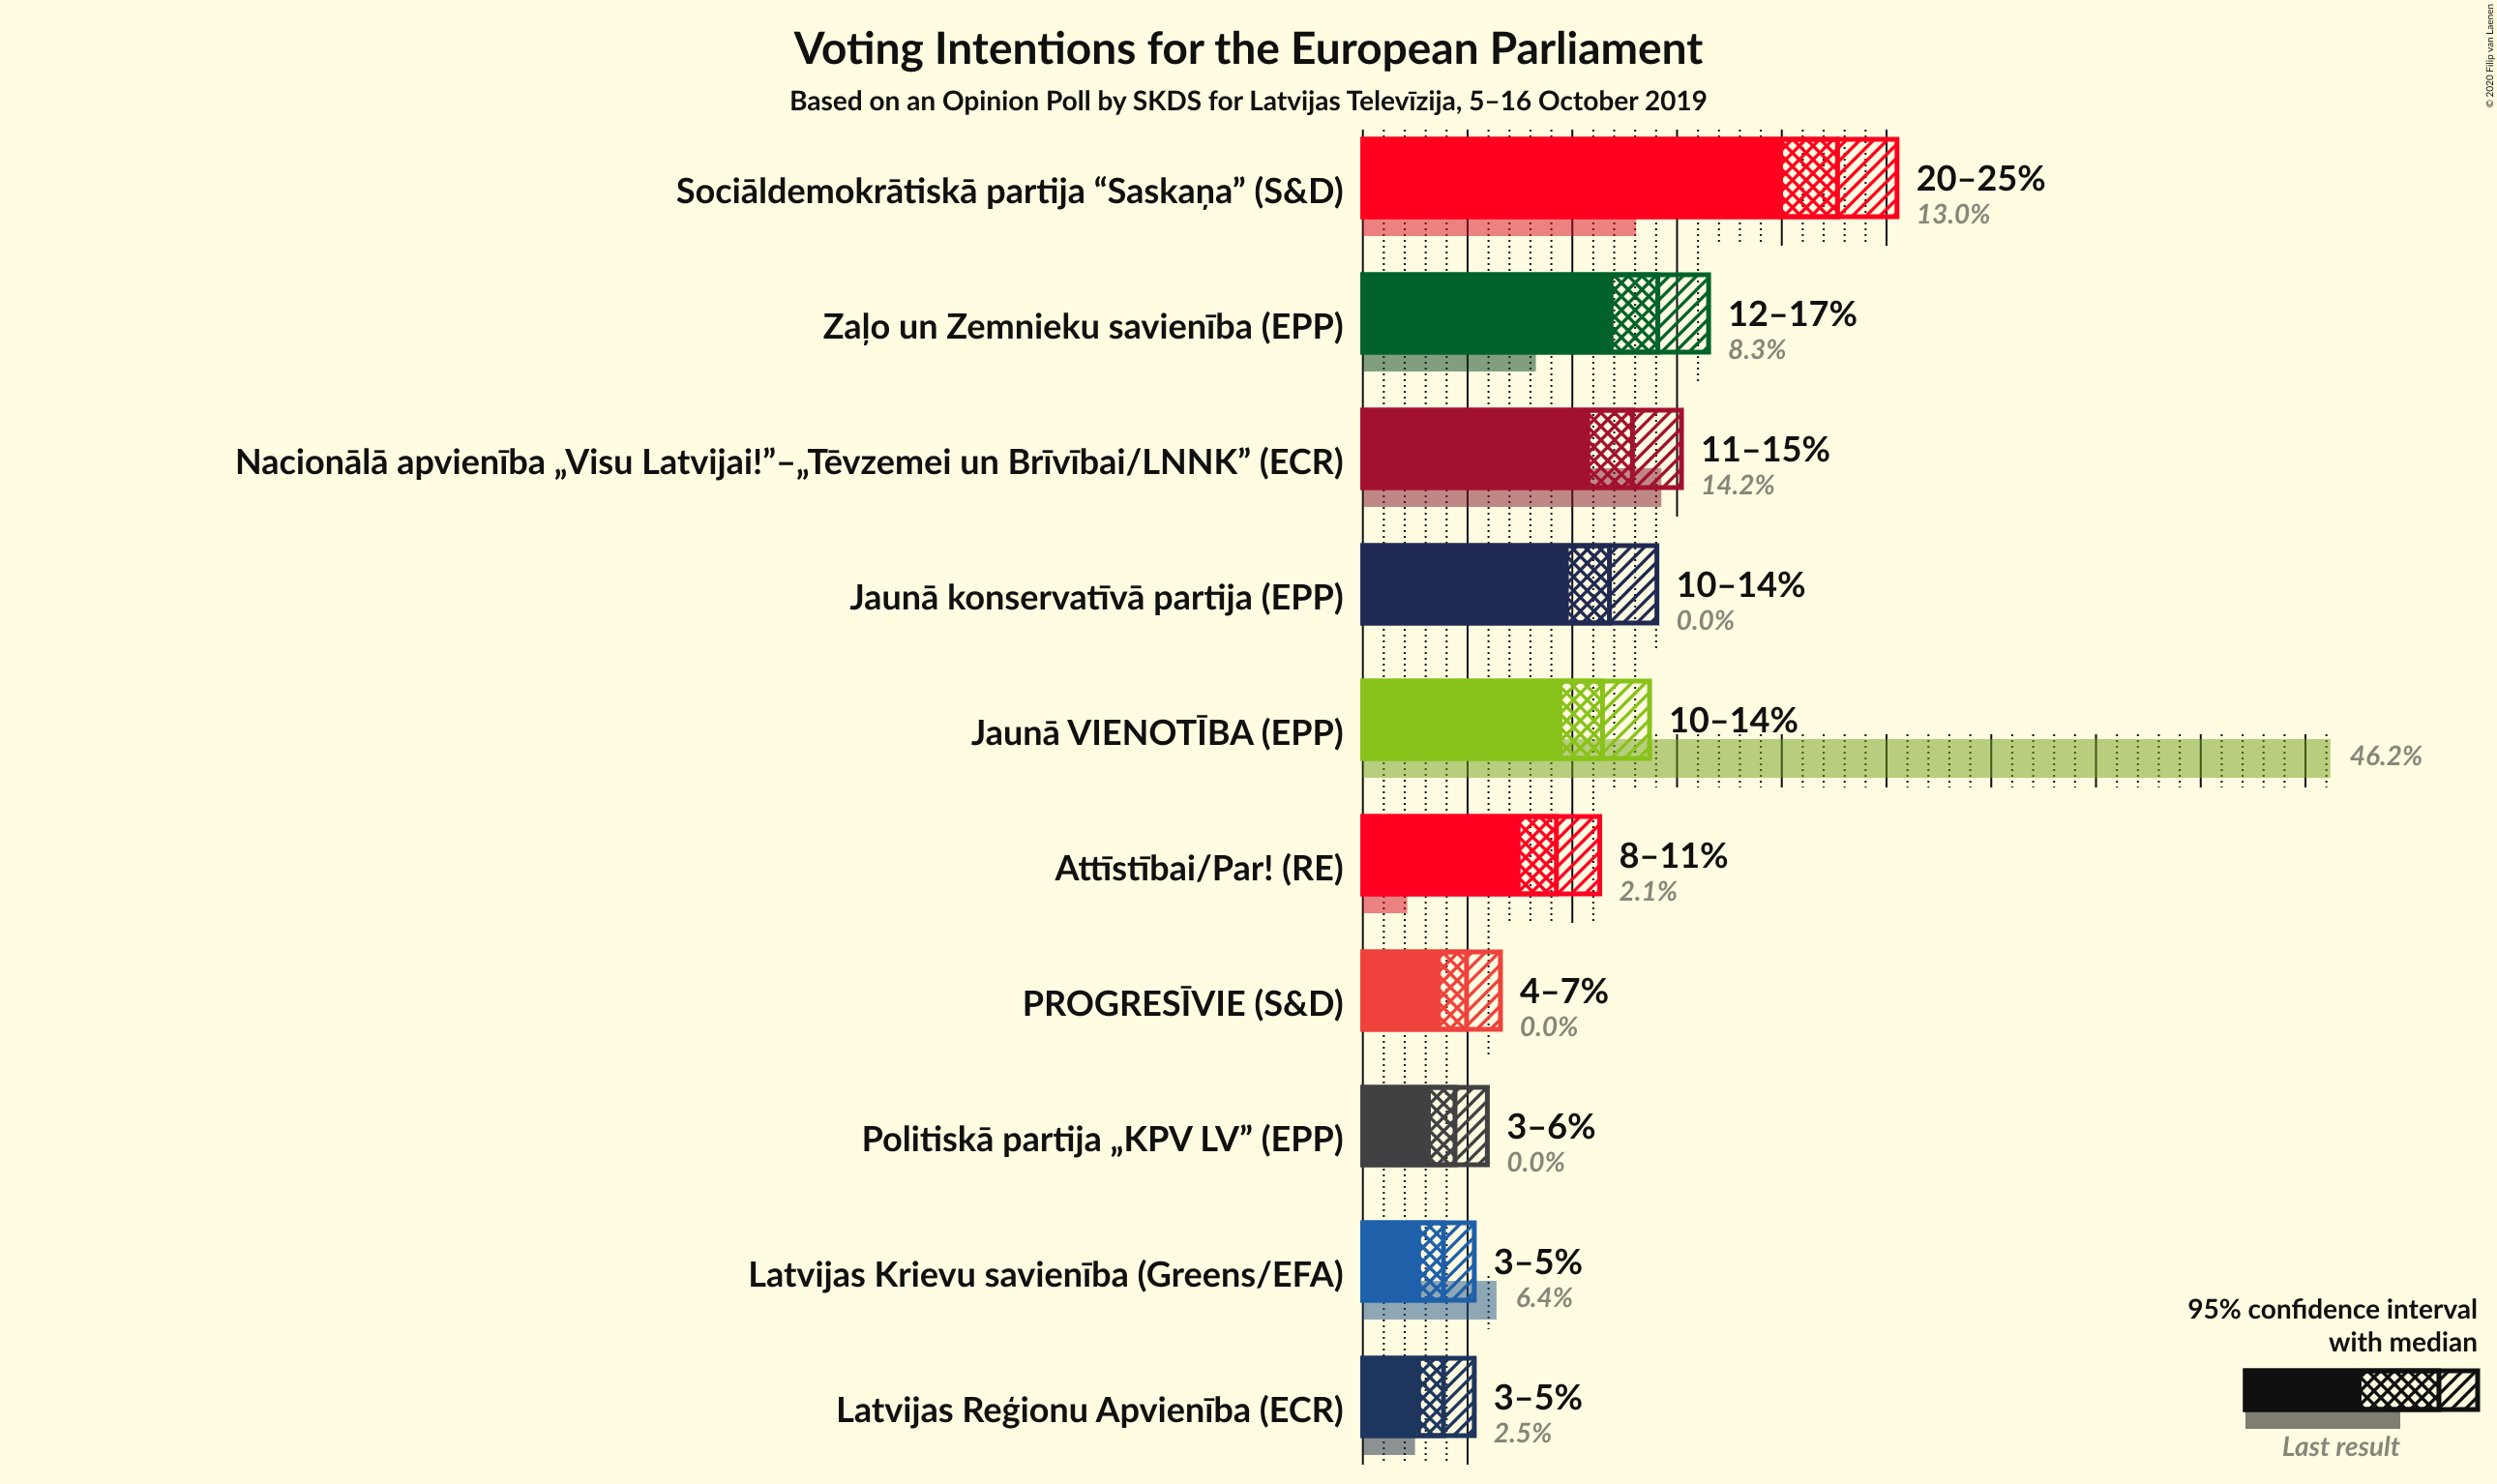 Voting Intentions for the European Parliament
Based on an Opinion Poll by SKDS for Latvijas Televīzija, 5–16 October 2019
© 2020 Filip van Laenen
Sociāldemokrātiskā partija “Saskaņa” (S&D)
20–25%
13.0%
Zaļo un Zemnieku savienība (EPP)
12–17%
8.3%
Nacionālā apvienība „Visu Latvijai!”–„Tēvzemei un Brīvībai/LNNK” (ECR)
11–15%
14.2%
Jaunā konservatīvā partija (EPP)
10–14%
0.0%
Jaunā VIENOTĪBA (EPP)
10–14%
46.2%
Attīstībai/Par! (RE)
8–11%
2.1%
PROGRESĪVIE (S&D)
4–7%
0.0%
Politiskā partija „KPV LV” (EPP)
3–6%
0.0%
Latvijas Krievu savienība (Greens/EFA)
3–5%
6.4%
Latvijas Reģionu Apvienība (ECR)
3–5%
2.5%
95% confidence interval
with median
Last result